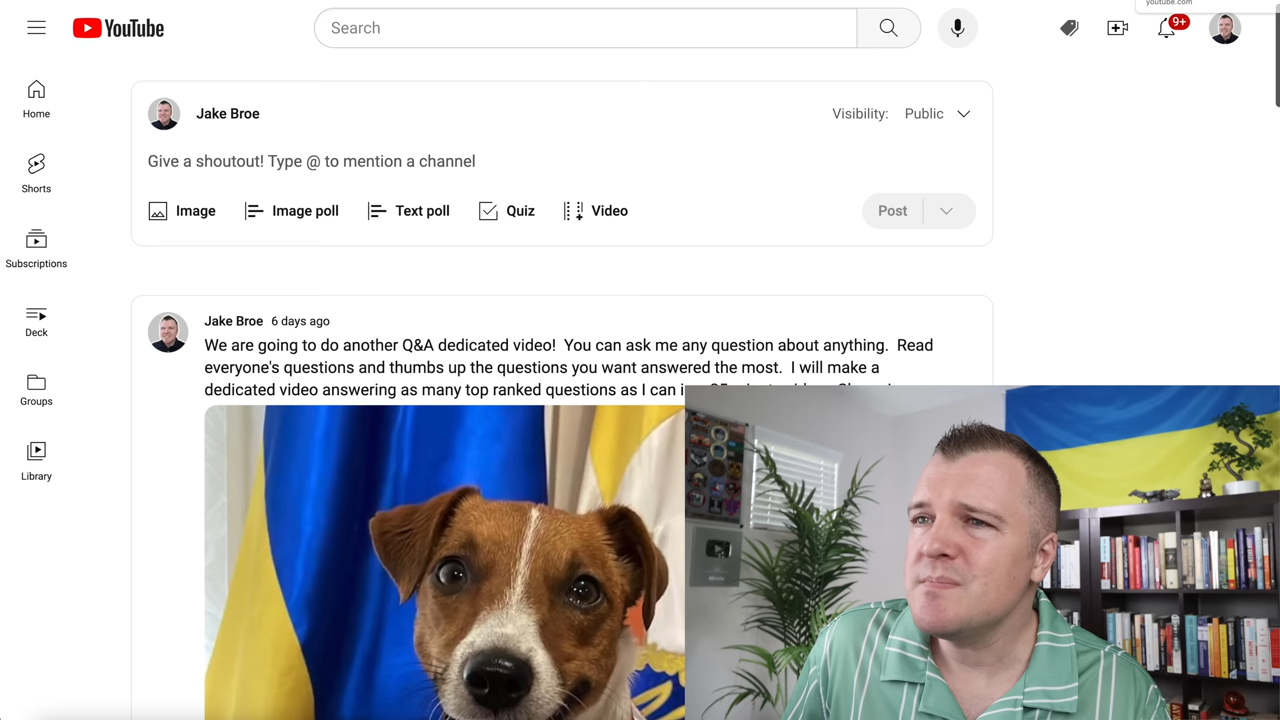 youtube.com
YouTube
Search
9+
Home
Shorts
Subscriptions
Deck
Groups
Library
Jake Broe
Visibility: Public
Give a shoutout! Type @ to mention a channel
Image
Image poll
Text poll
Quiz
Video
Post
Jake Broe 6 days ago
We are going to do another Q&A dedicated video! You can ask me any question about anything. Read
everyone's questions and thumbs up the questions you want answered the most. I will make a
dedicated video answering as many top ranked questions as I can